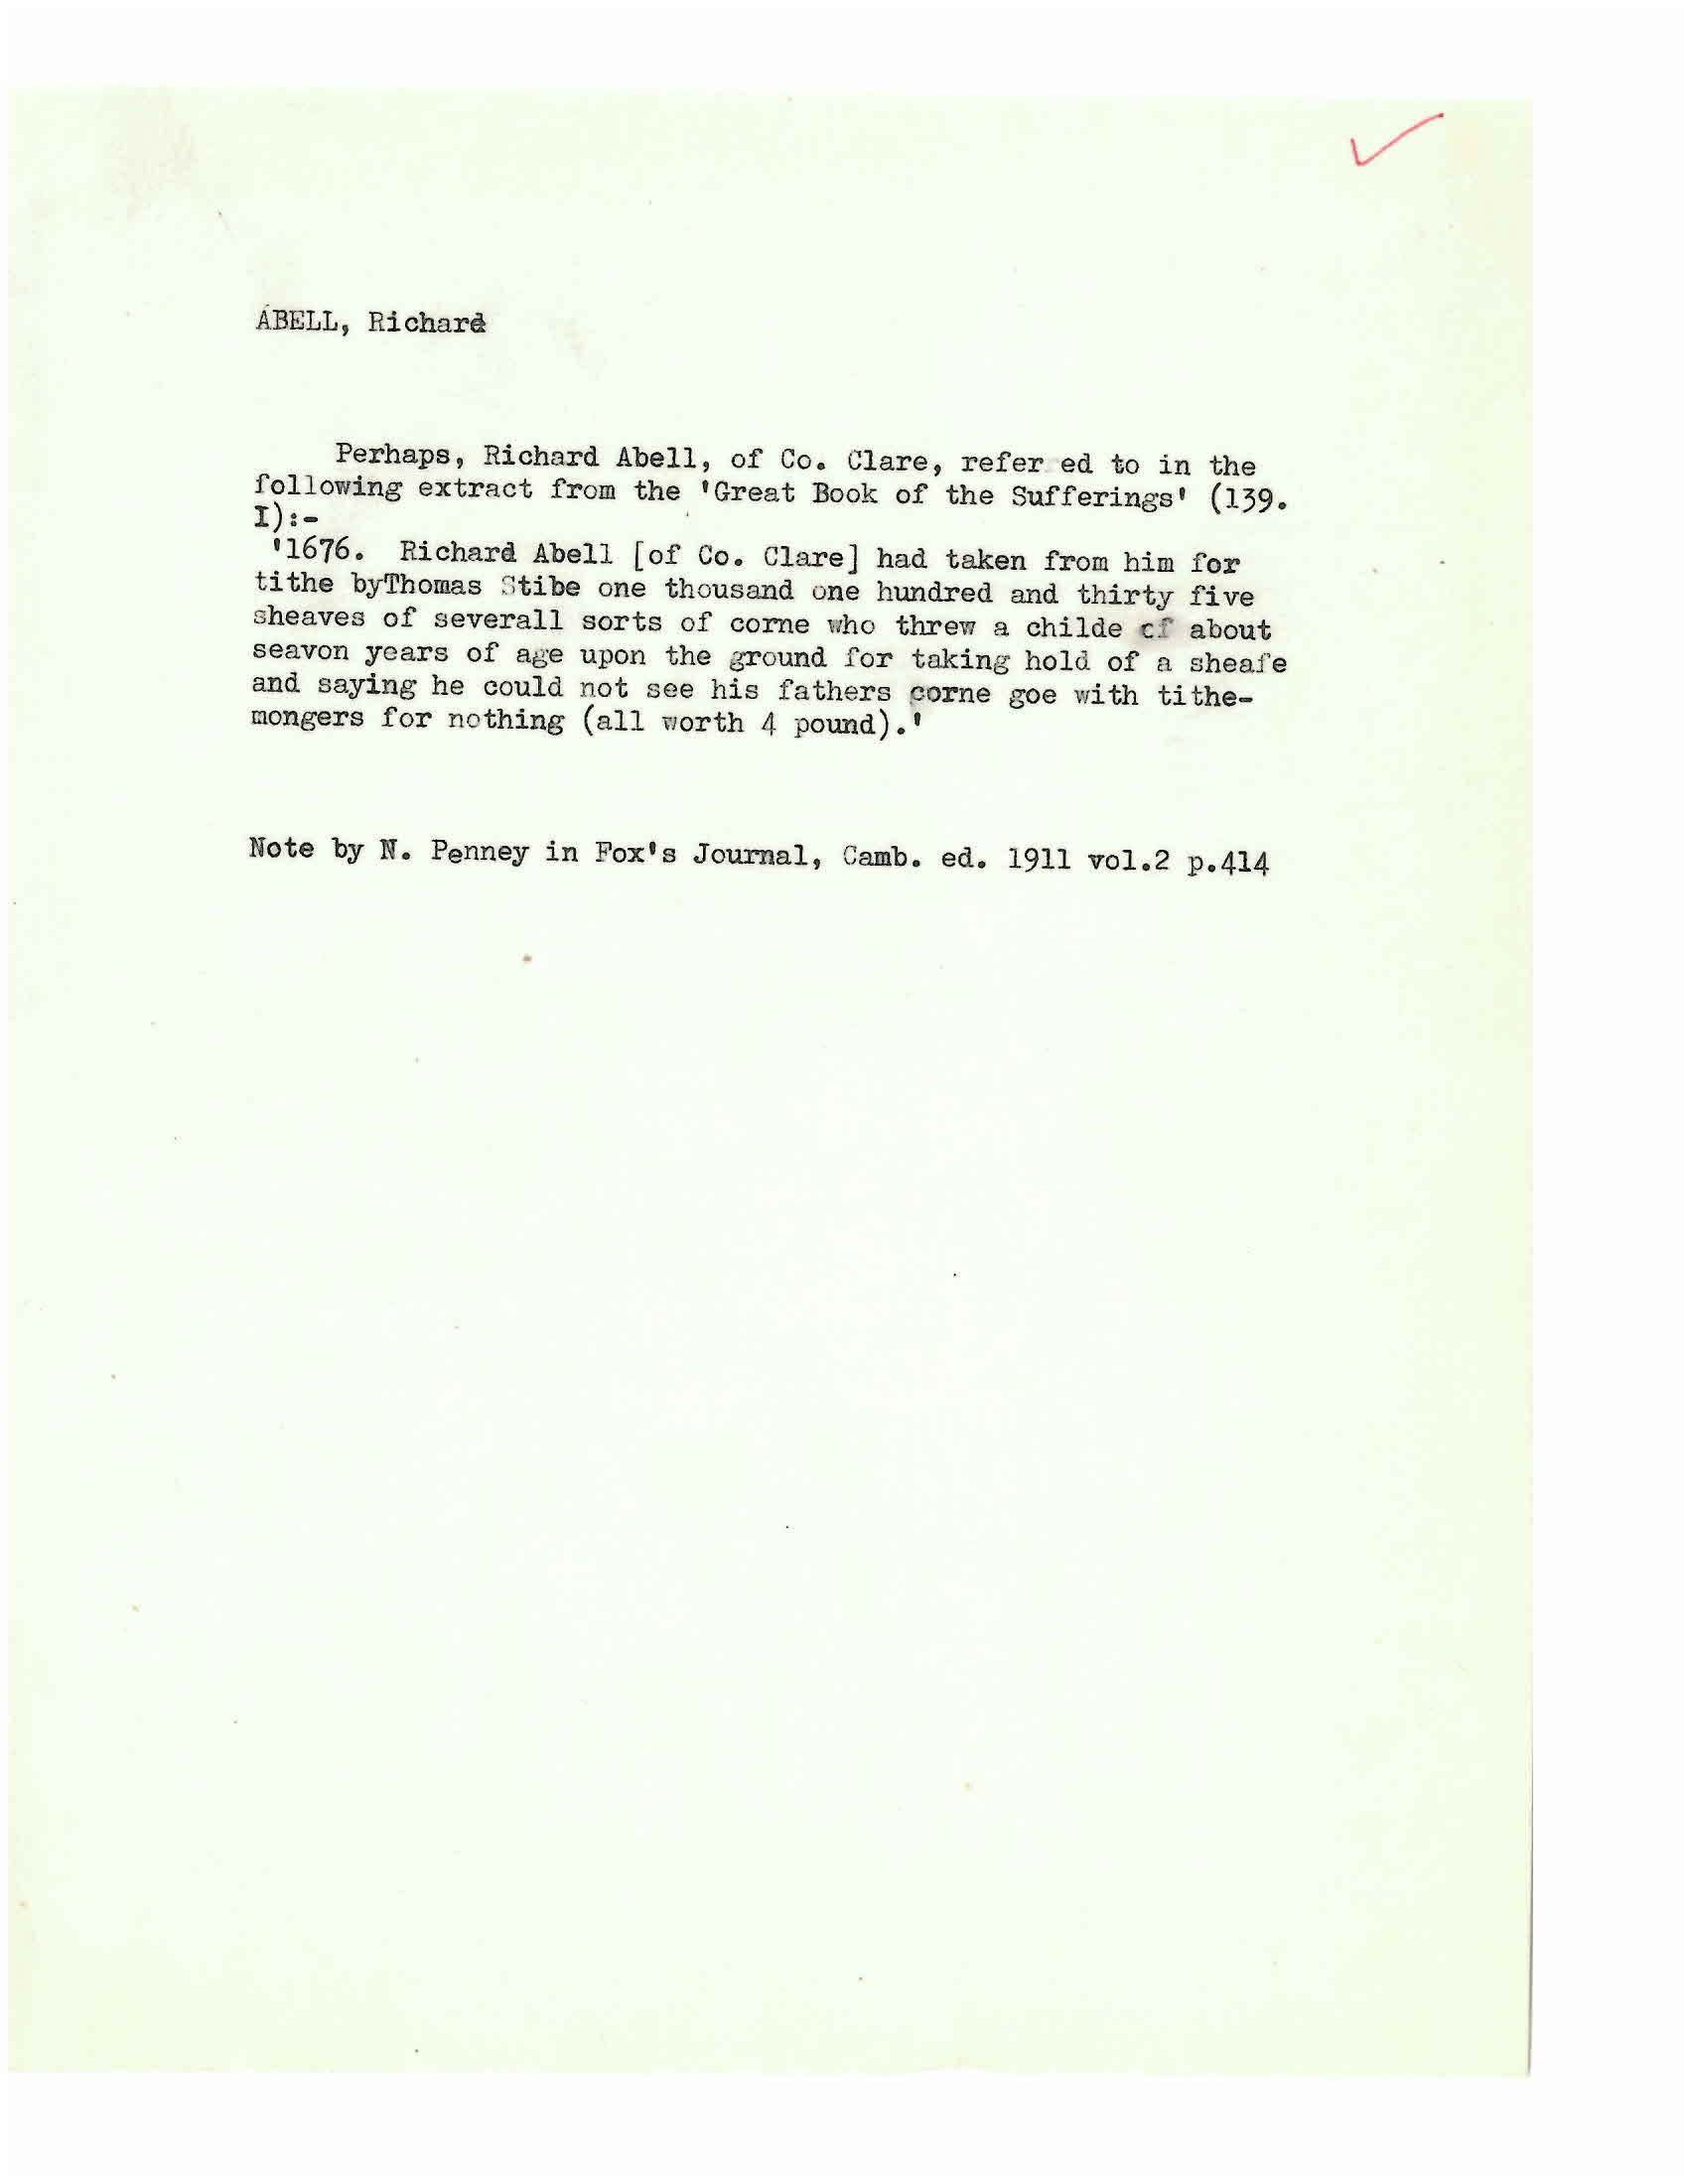 ABELL, Richard
Perhaps, Richard Abell, of Co. Clare, refer ed to in the
following extract from the 'Great Book of the Sufferings' (139.
I):-
'1676. Richard Abell [of Co. Clare] had taken from him for
tithe byThomas Stibe one thousand one hundred and thirty five
sheaves of severall sorts of corne who threw a childe of about
seavon years of age upon the ground for taking hold of a sheafe
and saying he could not see his fathers corne goe with tithe-
mongers for nothing (all worth 4 pound).'
Note by N. Penney in Fox's Journal, Camb. ed. 1911 vol.2 p.414